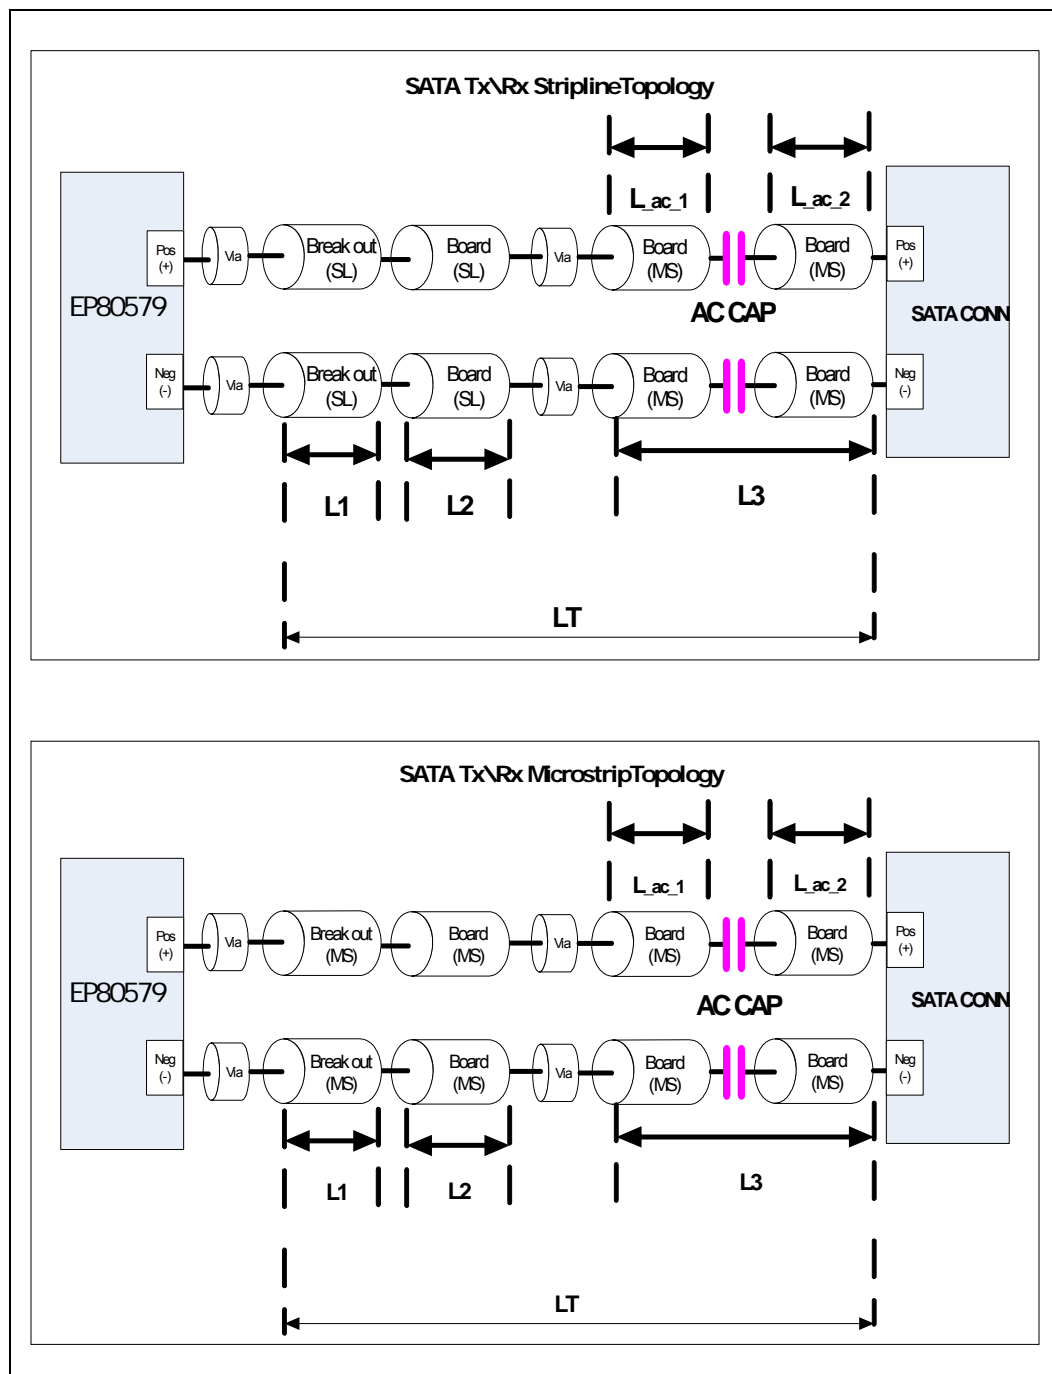 SATA Tx\Rx StriplineTopology
L_ac_1
L_ac_2
Pos
(+)
Via
Break out
(SL)
Board
(SL)
Via
Board
(MS)
Board
(MS)
Pos
(+)
EP80579
AC CAP
SATA CONN
Neg
(-)
Via
Break out
(SL)
Board
(SL)
Via
Board
(MS)
Board
(MS)
Neg
(-)
L1
L2
L3
LT
SATA Tx\Rx MicrostripTopology
L_ac_1
L_ac_2
Pos
(+)
Via
Break out
(MS)
Board
(MS)
Via
Board
(MS)
Board
(MS)
Pos
(+)
EP80579
AC CAP
SATA CONN
Neg
(-)
Via
Break out
(MS)
Board
(MS)
Via
Board
(MS)
Board
(MS)
Neg
(-)
L1
L2
L3
LT